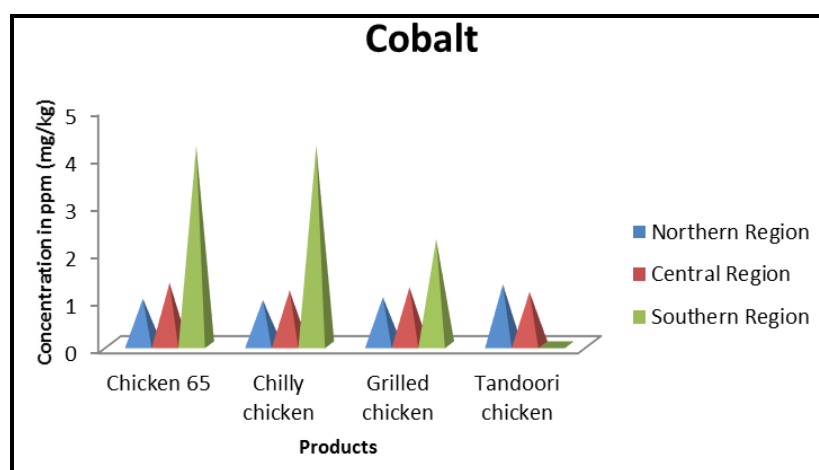 Cobalt
Concentration in ppm (mg/kg)
5
4
3
2
1
0
Chicken 65
Chilly
chicken
Grilled
chicken
Tandoori
chicken
Products
Northern Region
Central Region
Southern Region